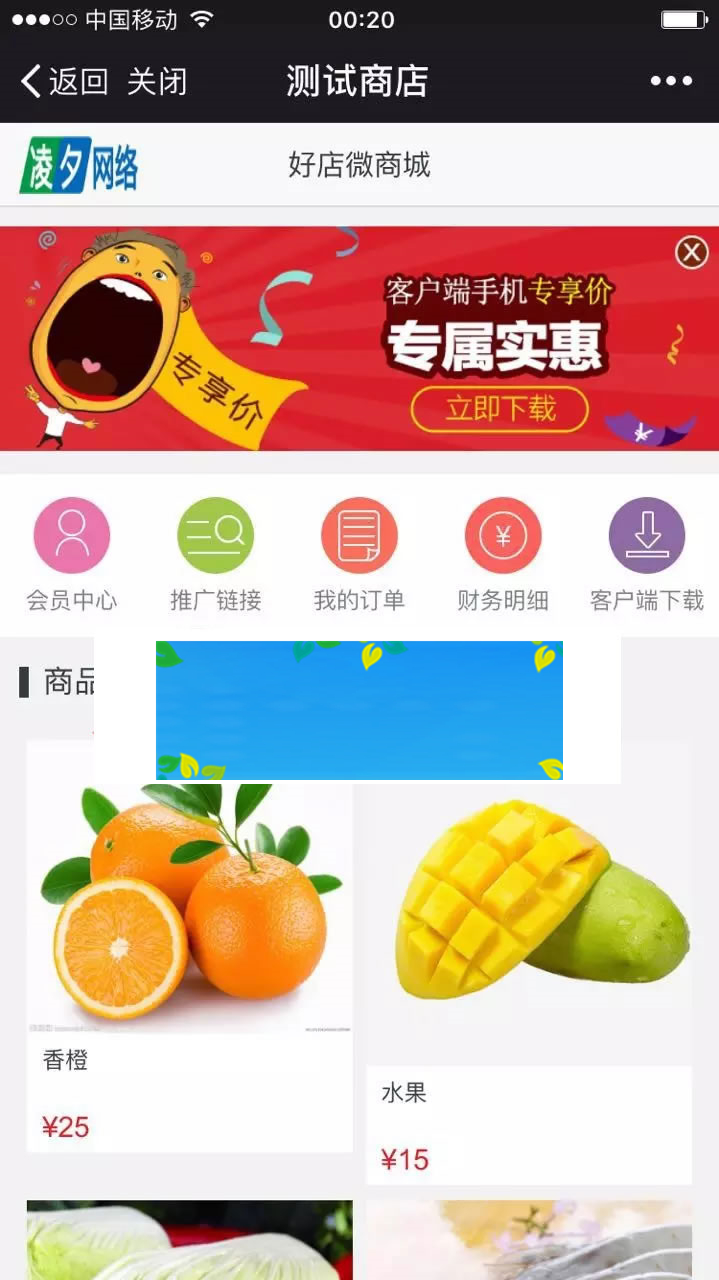 中国移动
00:20
返回 关闭
测试商店
凌夕网络
好店微商城
客户端手机专享价
专属实惠
立即下载
专享价
¥
会员中心
推广链接
我的订单
财务明细
客户端下载
商品
香橙
¥25
水果
¥15